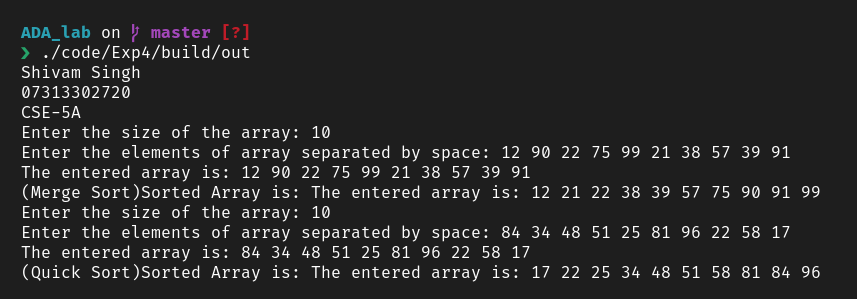 ADA_lab on master [?]
❯ ./code/Exp4/build/out
Shivam Singh
07313302720
CSE-5A
Enter the size of the array: 10
Enter the elements of array separated by space: 12 90 22 75 99 21 38 57 39 91
The entered array is: 12 90 22 75 99 21 38 57 39 91
(Merge Sort)Sorted Array is: The entered array is: 12 21 22 38 39 57 75 90 91 99
Enter the size of the array: 10
Enter the elements of array separated by space: 84 34 48 51 25 81 96 22 58 17
The entered array is: 84 34 48 51 25 81 96 22 58 17
(Quick Sort)Sorted Array is: The entered array is: 17 22 25 34 48 51 58 81 84 96